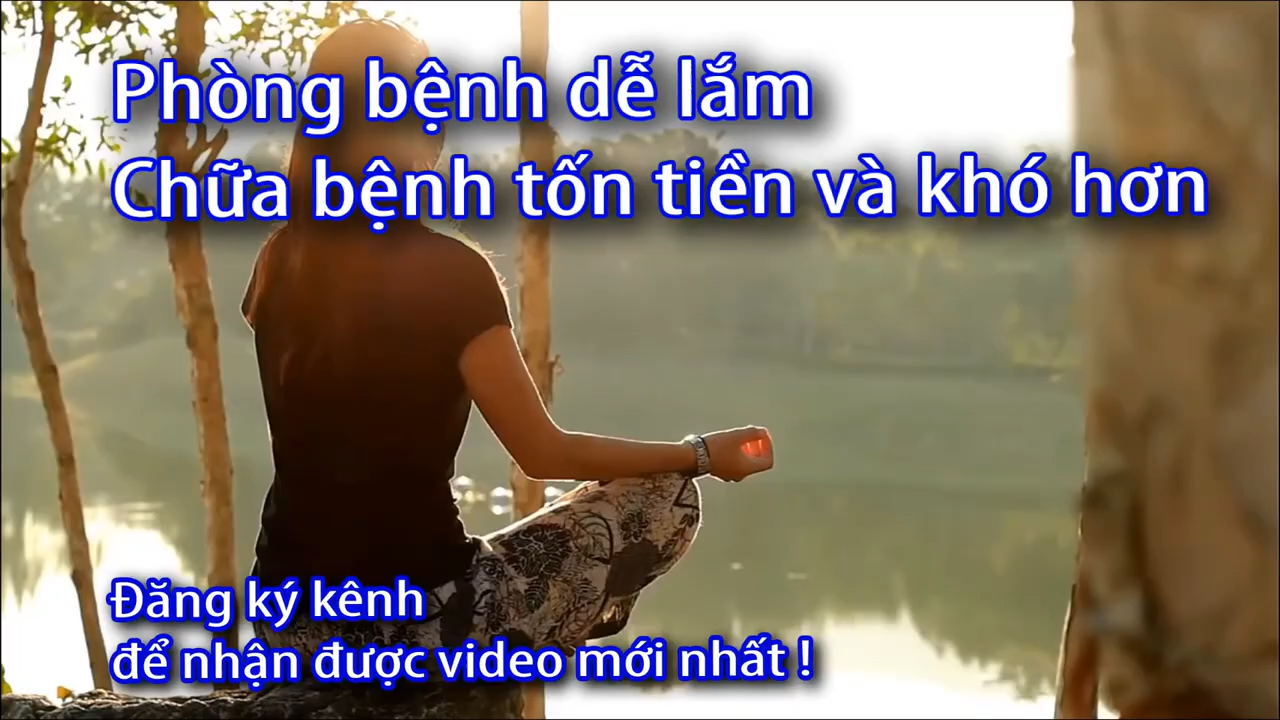 Phòng bệnh dễ lắm
Chữa bệnh tốn tiền và khó hơn
Đăng ký kênh
để nhận được video mới nhất !